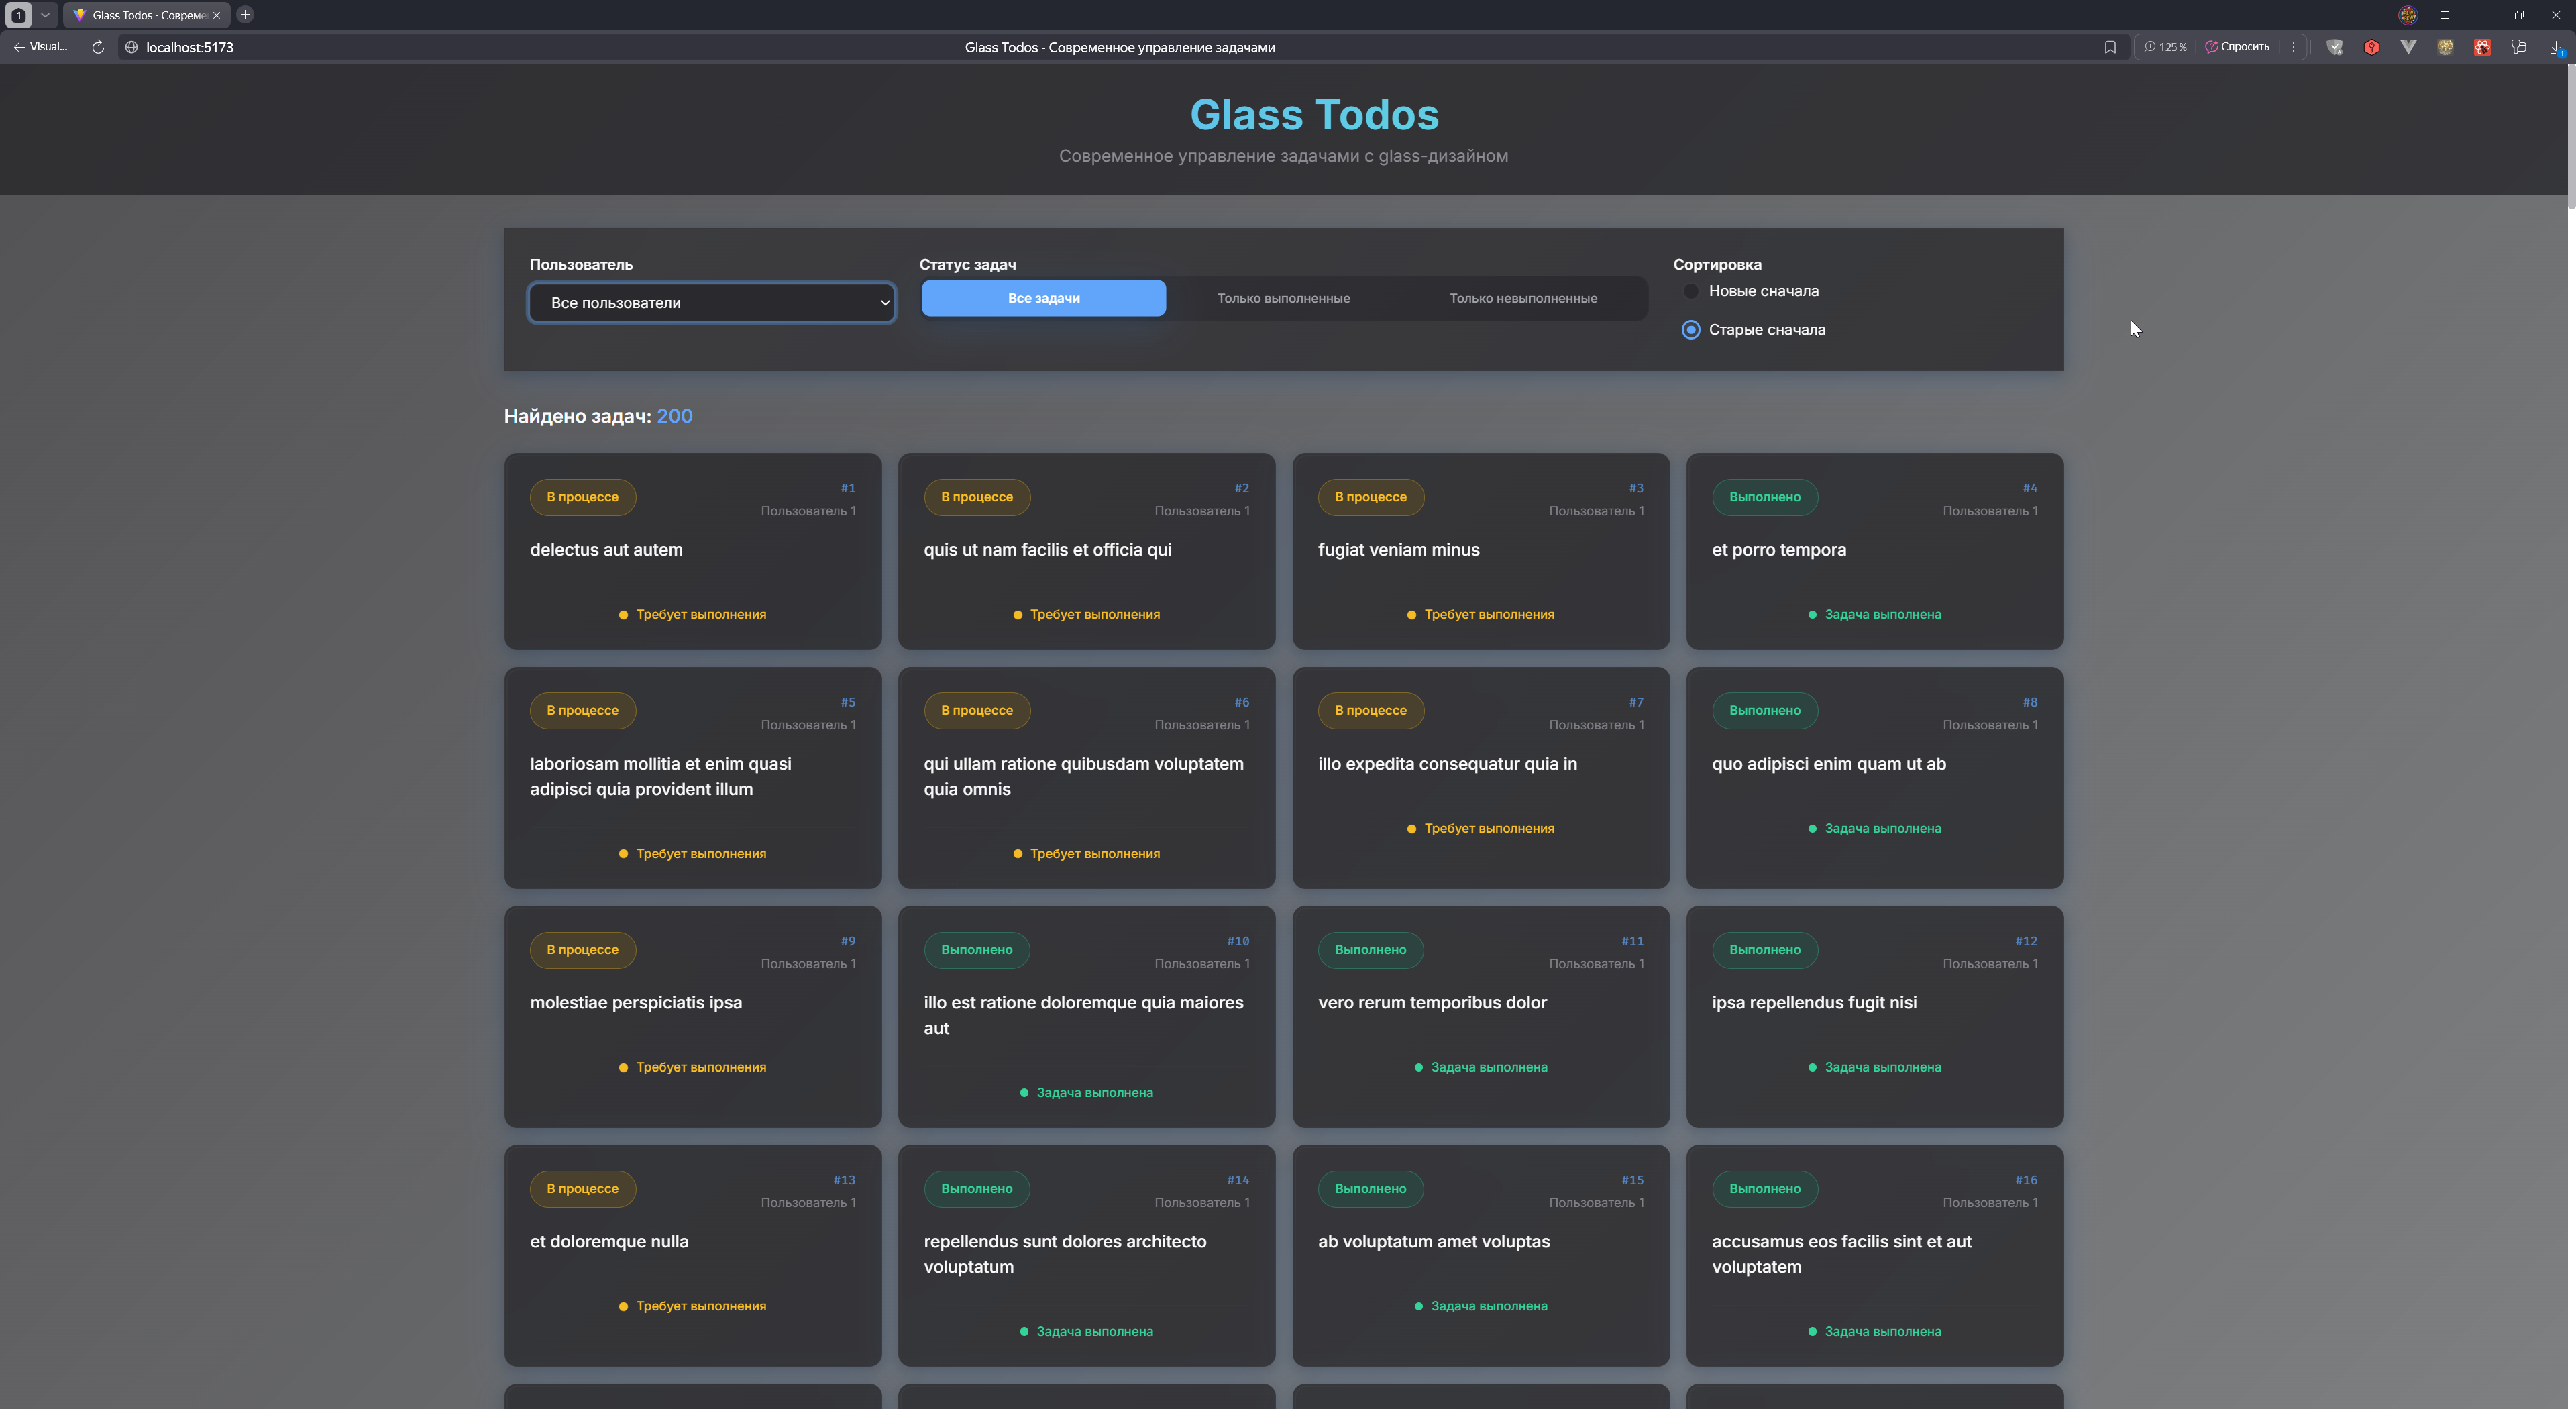 1
Glass Todos - Совреме
Visual...
localhost:5173
Glass Todos - Современное управление задачами
125 %
Спросить
1
Glass Todos
Современное управление задачами с glass-дизайном
Пользователь
Все пользователи
Статус задач
Все задачи
Только выполненные
Только невыполненные
Сортировка
Новые сначала
Старые сначала
Найдено задач: 200
В процессе
#1
Пользователь 1
delectus aut autem
Требует выполнения
В процессе
#2
Пользователь 1
quis ut nam facilis et officia qui
Требует выполнения
В процессе
#3
Пользователь 1
fugiat veniam minus
Требует выполнения
Выполнено
#4
Пользователь 1
et porro tempora
Задача выполнена
В процессе
#5
Пользователь 1
laboriosam mollitia et enim quasi
adipisci quia provident illum
Требует выполнения
В процессе
#6
Пользователь 1
qui ullam ratione quibusdam voluptatem
quia omnis
Требует выполнения
В процессе
#7
Пользователь 1
illo expedita consequatur quia in
Требует выполнения
Выполнено
#8
Пользователь 1
quo adipisci enim quam ut ab
Задача выполнена
В процессе
#9
Пользователь 1
molestiae perspiciatis ipsa
Требует выполнения
Выполнено
#10
Пользователь 1
illo est ratione doloremque quia maiores
aut
Задача выполнена
Выполнено
#11
Пользователь 1
vero rerum temporibus dolor
Задача выполнена
Выполнено
#12
Пользователь 1
ipsa repellendus fugit nisi
Задача выполнена
В процессе
#13
Пользователь 1
et doloremque nulla
Требует выполнения
Выполнено
#14
Пользователь 1
repellendus sunt dolores architecto
voluptatum
Задача выполнена
Выполнено
#15
Пользователь 1
ab voluptatum amet voluptas
Задача выполнена
Выполнено
#16
Пользователь 1
accusamus eos facilis sint et aut
voluptatem
Задача выполнена